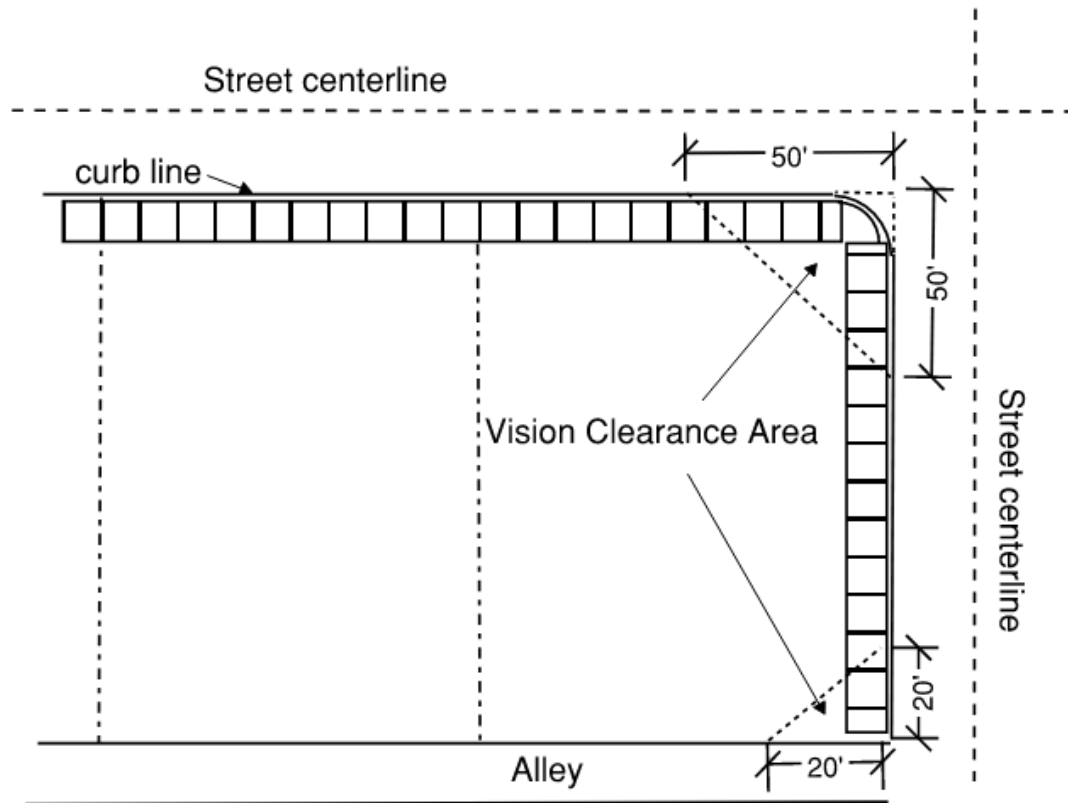 Street centerline
50'
curb line
50'
Vision Clearance Area
Street centerline
20'
Alley
20'